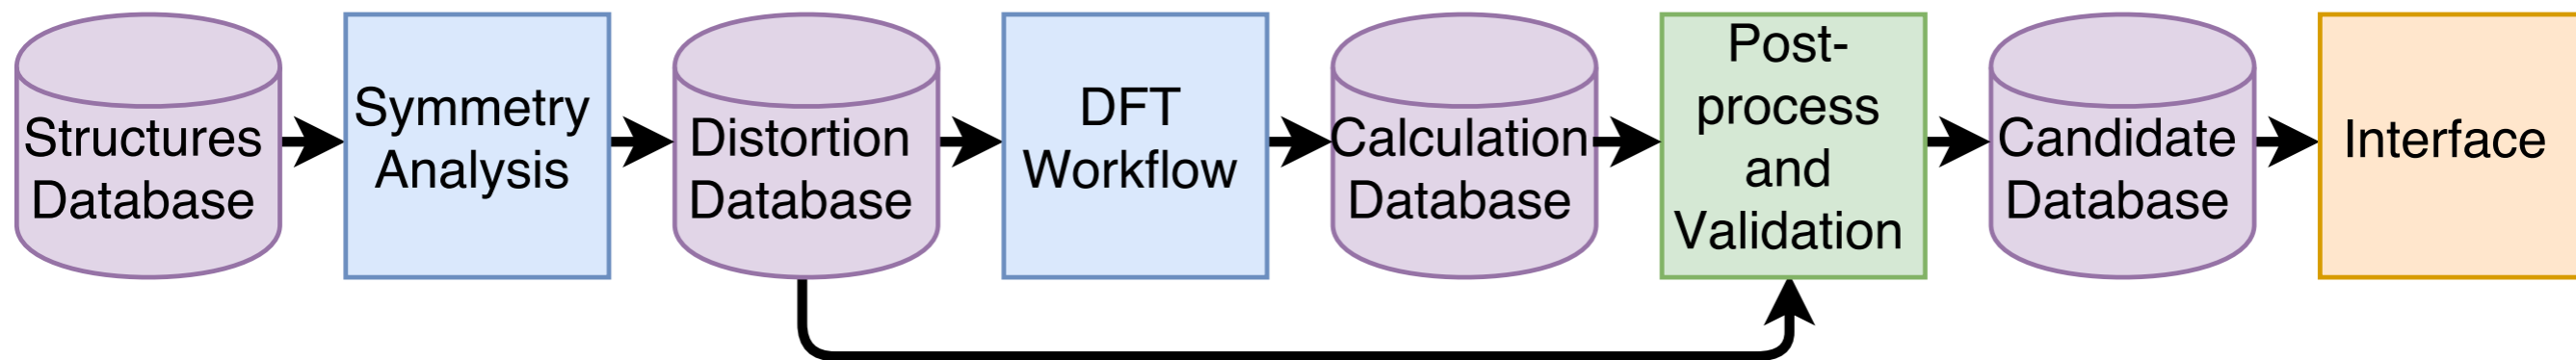 Structures
Database
Symmetry
Analysis
Distortion
Database
DFT
Workflow
Calculation
Database
Post-
process
and
Validation
Candidate
Database
Interface